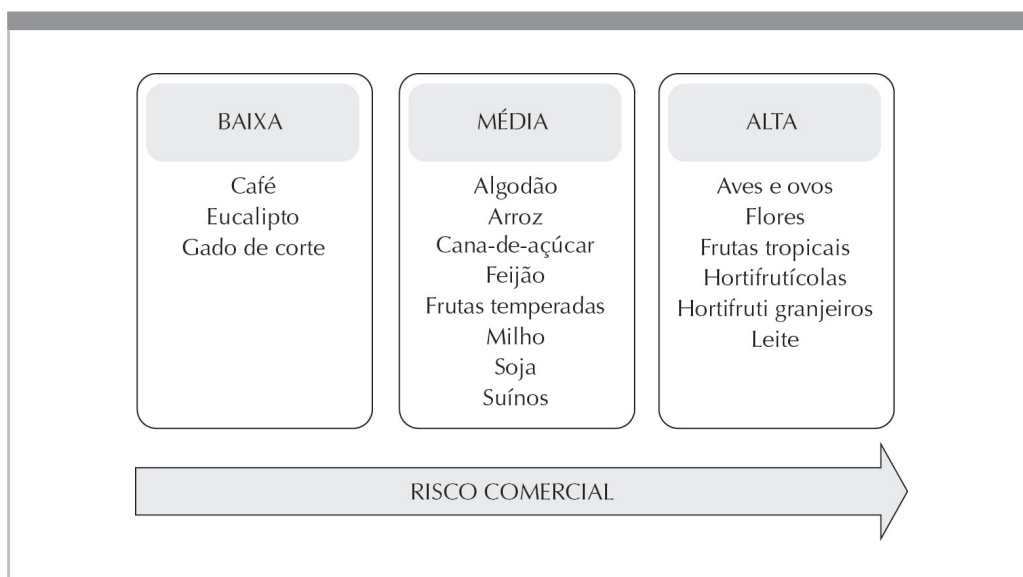 BAIXA
Café
Eucalipto
Gado de corte
MÉDIA
Algodão
Arroz
Cana-de-açúcar
Feijão
Frutas temperadas
Milho
Soja
Suínos
ALTA
Aves e ovos
Flores
Frutas tropicais
Hortifrutícolas
Hortifruti granjeiros
Leite
RISCO COMERCIAL